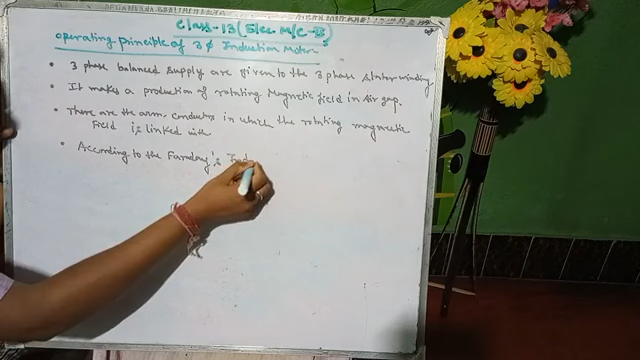 Class-13 (Elec M/C-II)
Operating Principle of 3 φ Induction Motor
• 3 phase balanced supply are given to the 3 phase stator winding
• It makes a production of rotating Magnetic field in air gap.
• There are the arm. conductors in which the rotating magnetic
field is linked with
• According to the Faraday's Ind